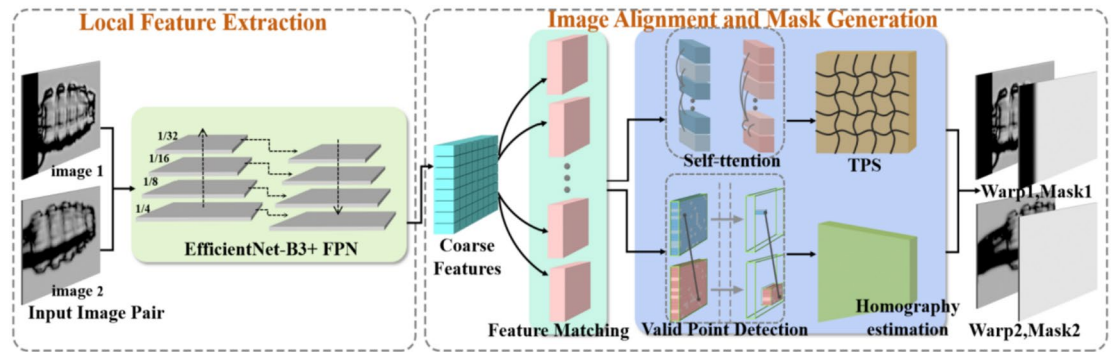 Local Feature Extraction
image 1
image 2
Input Image Pair
1/32
1/16
1/8
1/4
EfficientNet-B3+ FPN
Image Alignment and Mask Generation
Coarse
Features
Feature Matching
Self-ttention
TPS
Valid Point Detection
Homography
estimation
Warp1,Mask1
Warp2,Mask2